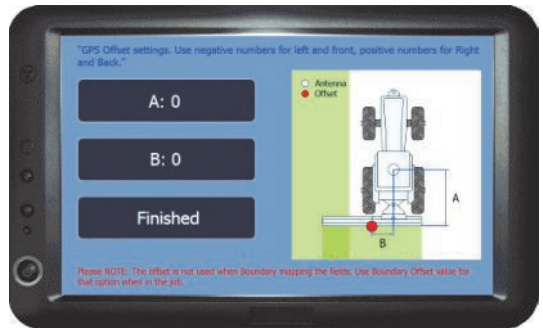 "GPS Offset settings. Use negative numbers for left and front, positive numbers for Right
and Back."
A: 0
Antenna
Offset
B: 0
A
Finished
B
Please NOTE: The offset is not used when Boundary mapping the fields. Use Boundary Offset value for
that option when in the job.